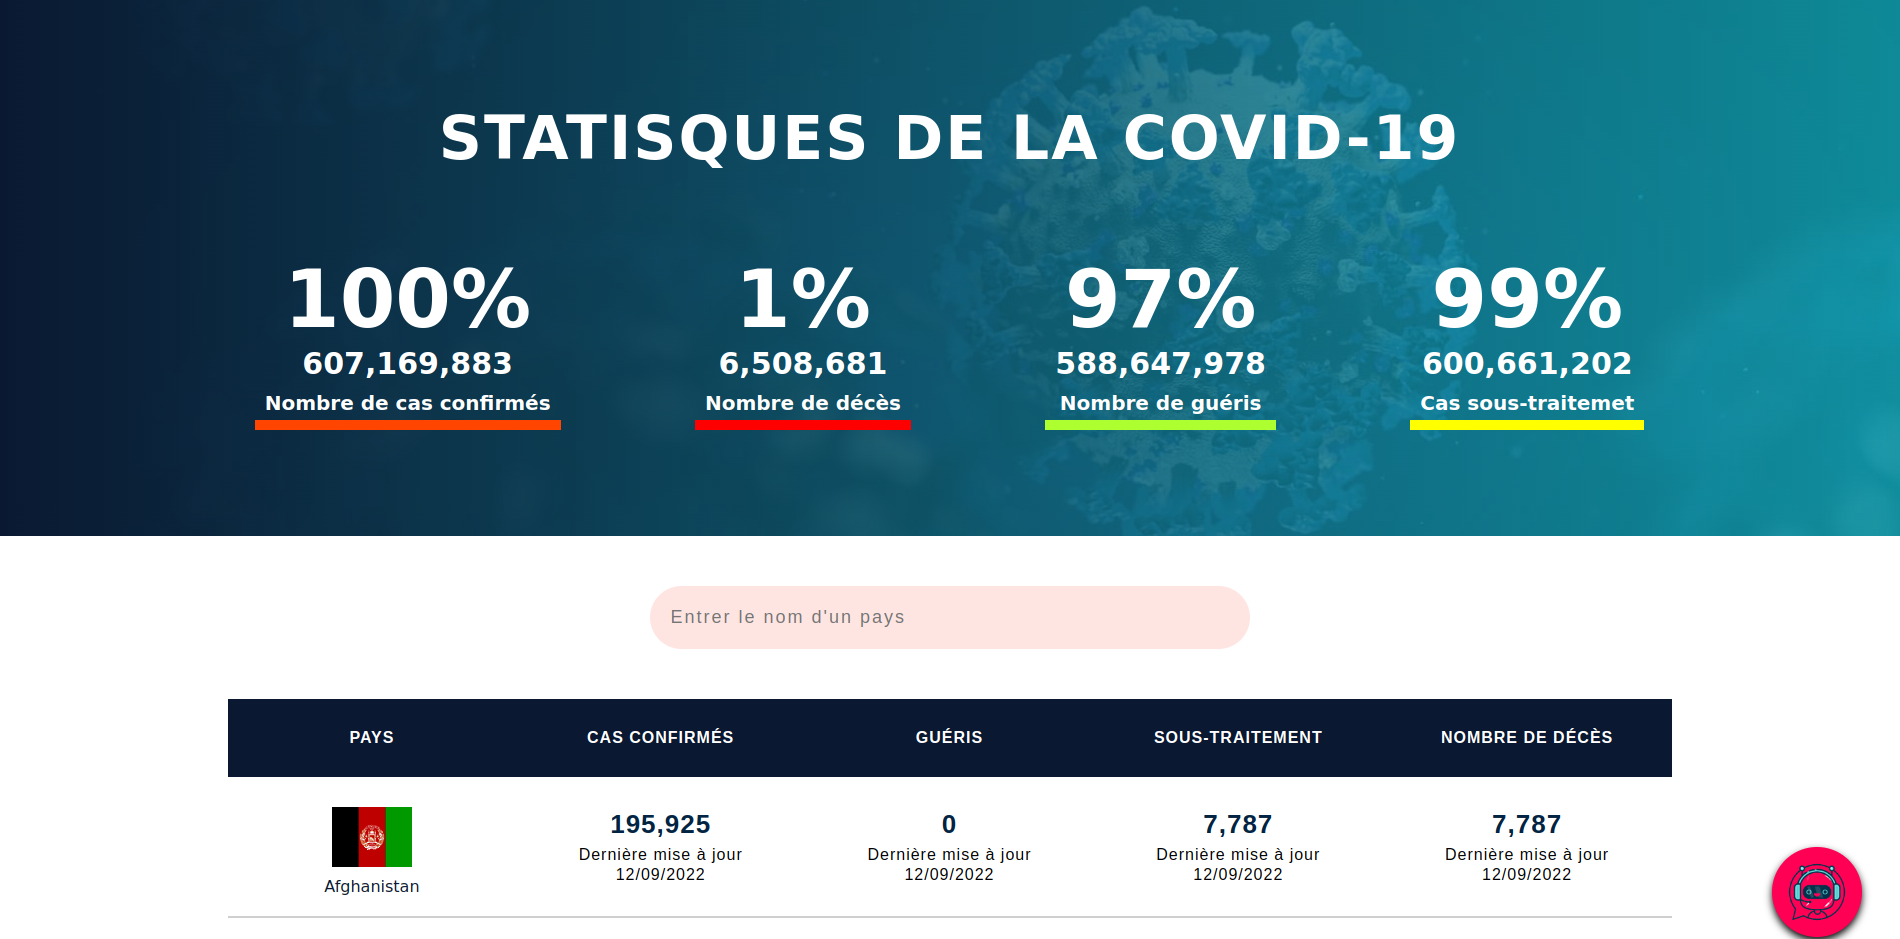 STATISQUES DE LA COVID-19
100% 1% 97% 99%
607,169,883 6,508,681 588,647,978 600,661,202
Nombre de cas confirmés Nombre de décès Nombre de guéris Cas sous-traitemet
Entrer le nom d'un pays
PAYS CAS CONFIRMÉS GUÉRIS SOUS-TRAITEMENT NOMBRE DE DÉCÈS
195,925 0 7,787 7,787
Dernière mise à jour Dernière mise à jour Dernière mise à jour Dernière mise à jour
12/09/2022 12/09/2022 12/09/2022 12/09/2022
Afghanistan